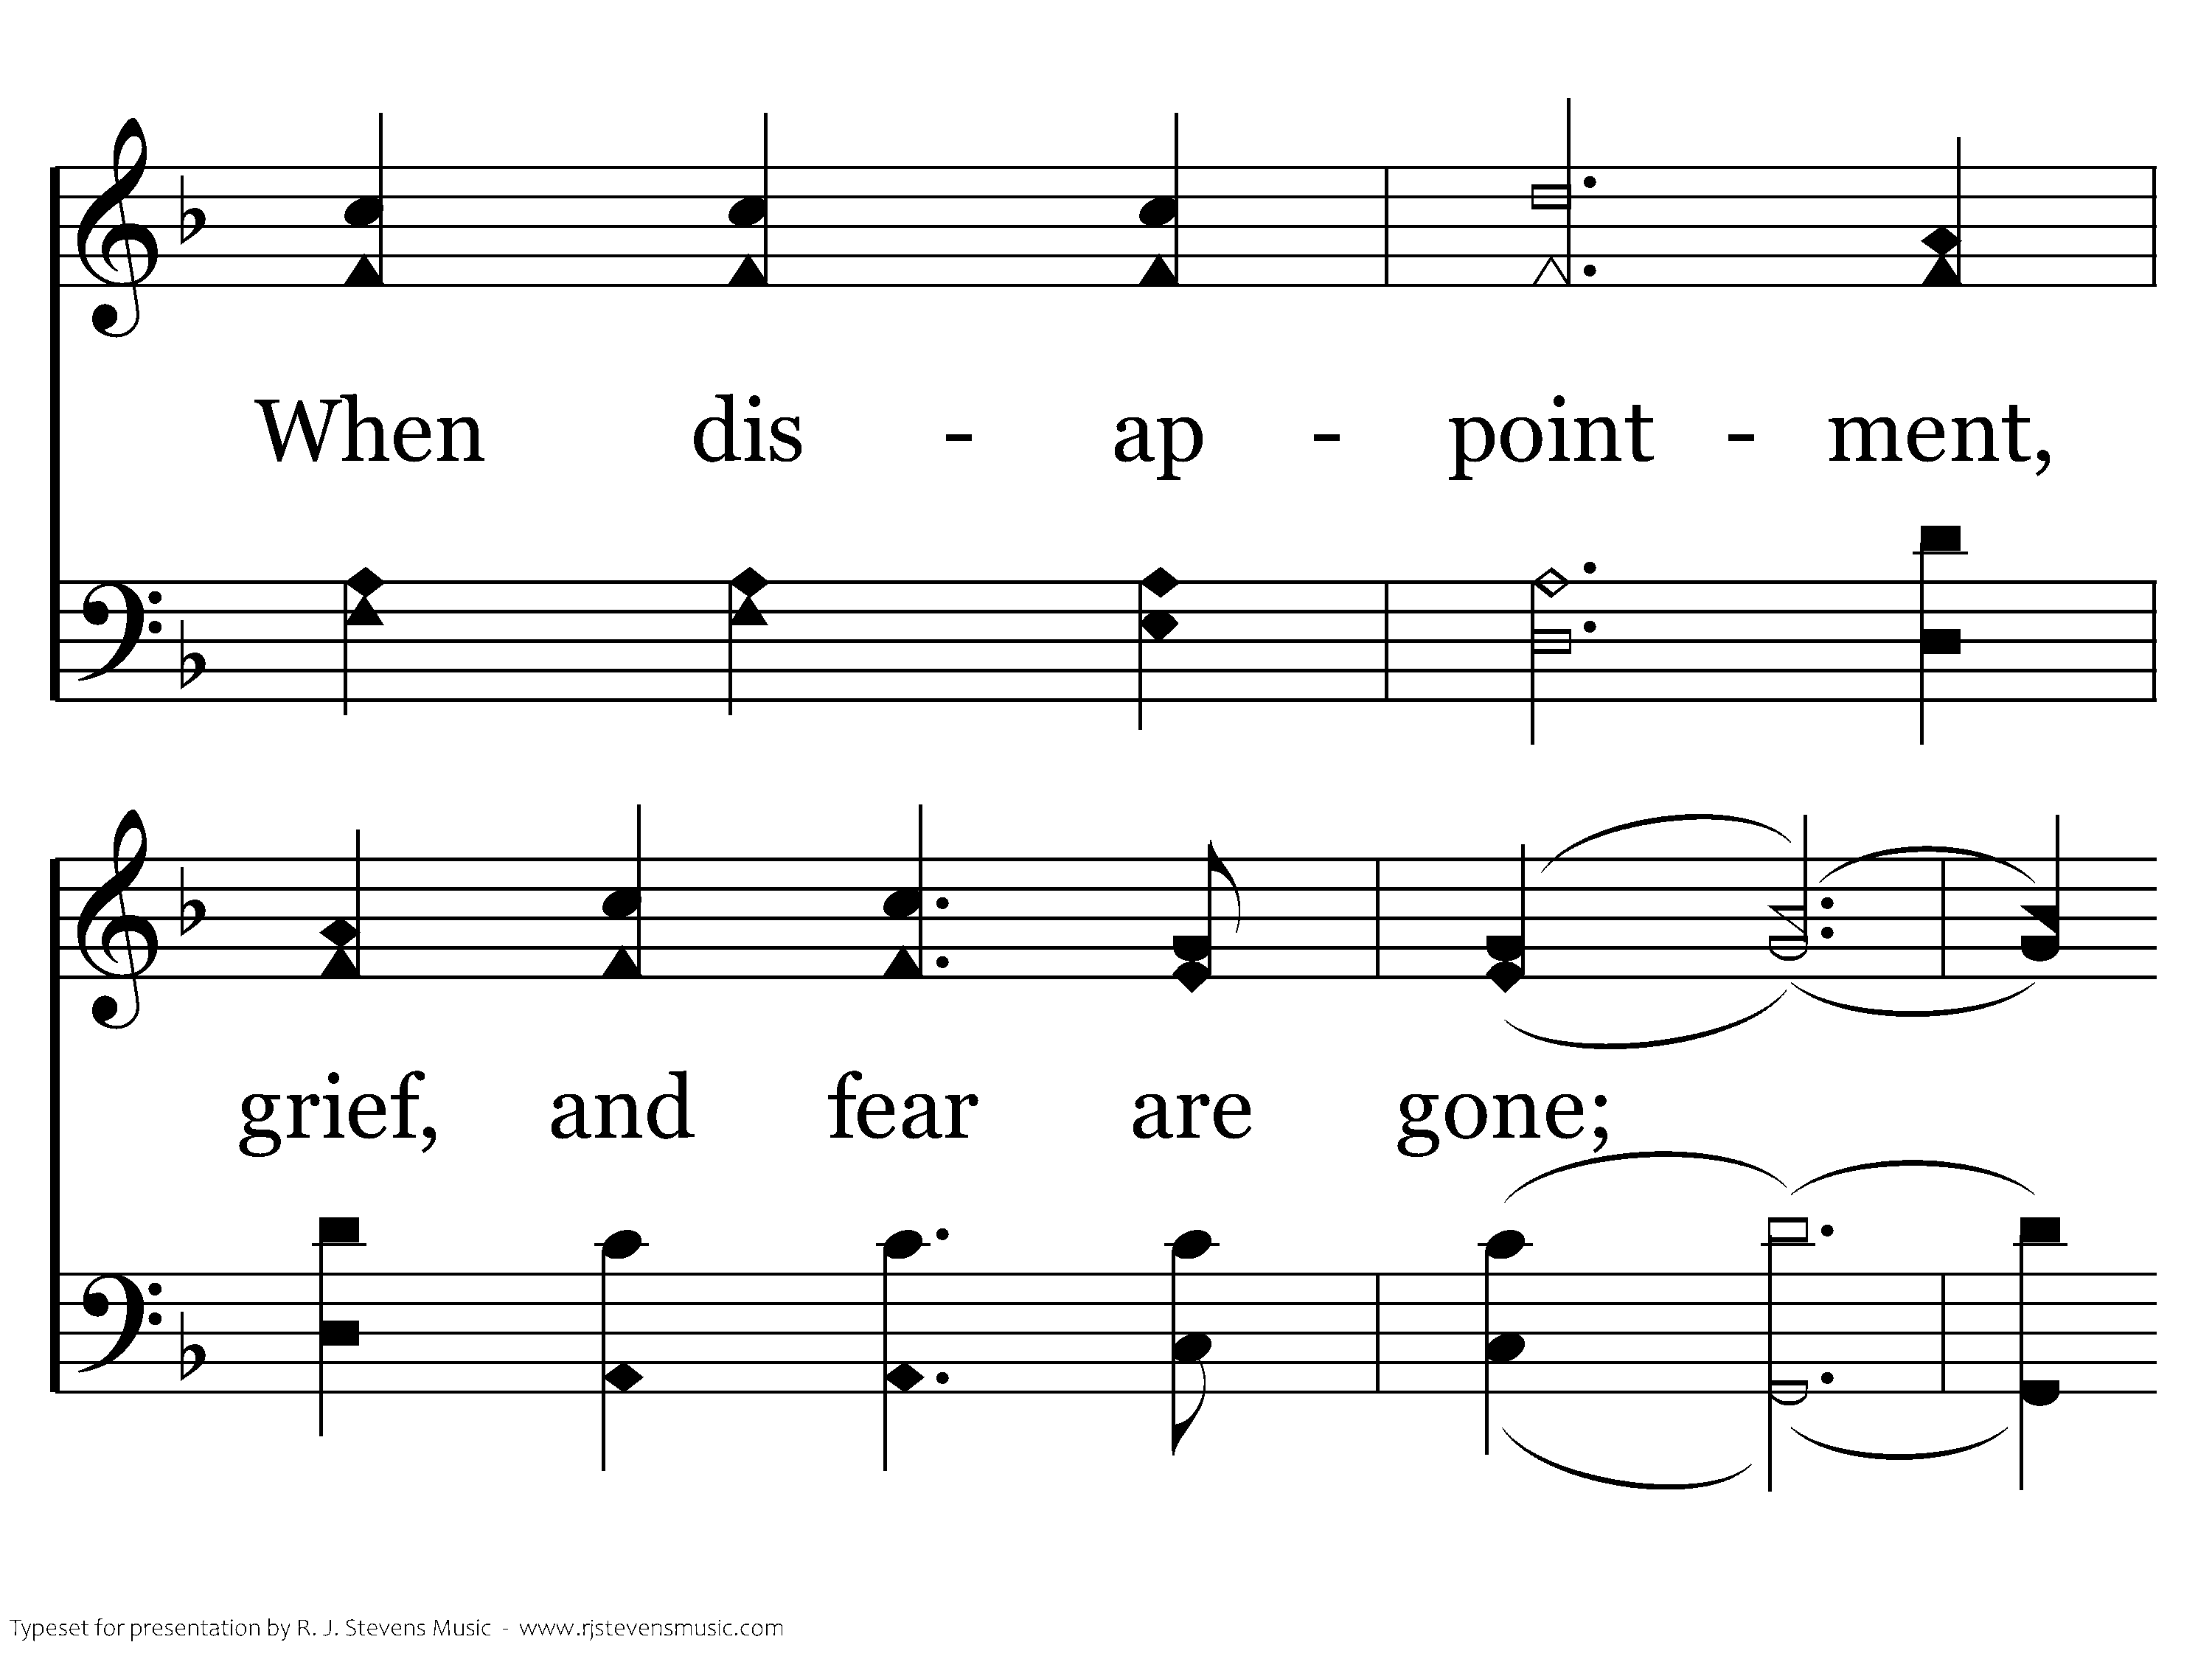 When dis - ap - point - ment,
grief, and fear are gone;
Typeset for presentation by R. J. Stevens Music - www.rjstevensmusic.com